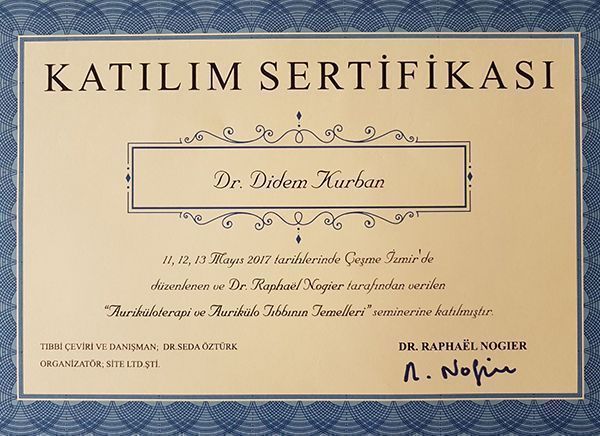 KATILIM SERTİFİKASI
Dr. Didem Kurban
11, 12, 13 Mayıs 2017 tarihlerinde Çeşme İzmir'de
düzenlenen ve Dr. Raphaël Nogier tarafından verilen
"Auriküloterapi ve Aurikülo Tıbbının Temelleri" seminerine katılmıştır.
TIBBİ ÇEVİRİ VE DANIŞMAN; DR.SEDA ÖZTÜRK
ORGANİZATÖR; SİTE LTD.ŞTİ.
DR. RAPHAËL NOGIER
R. Nogier